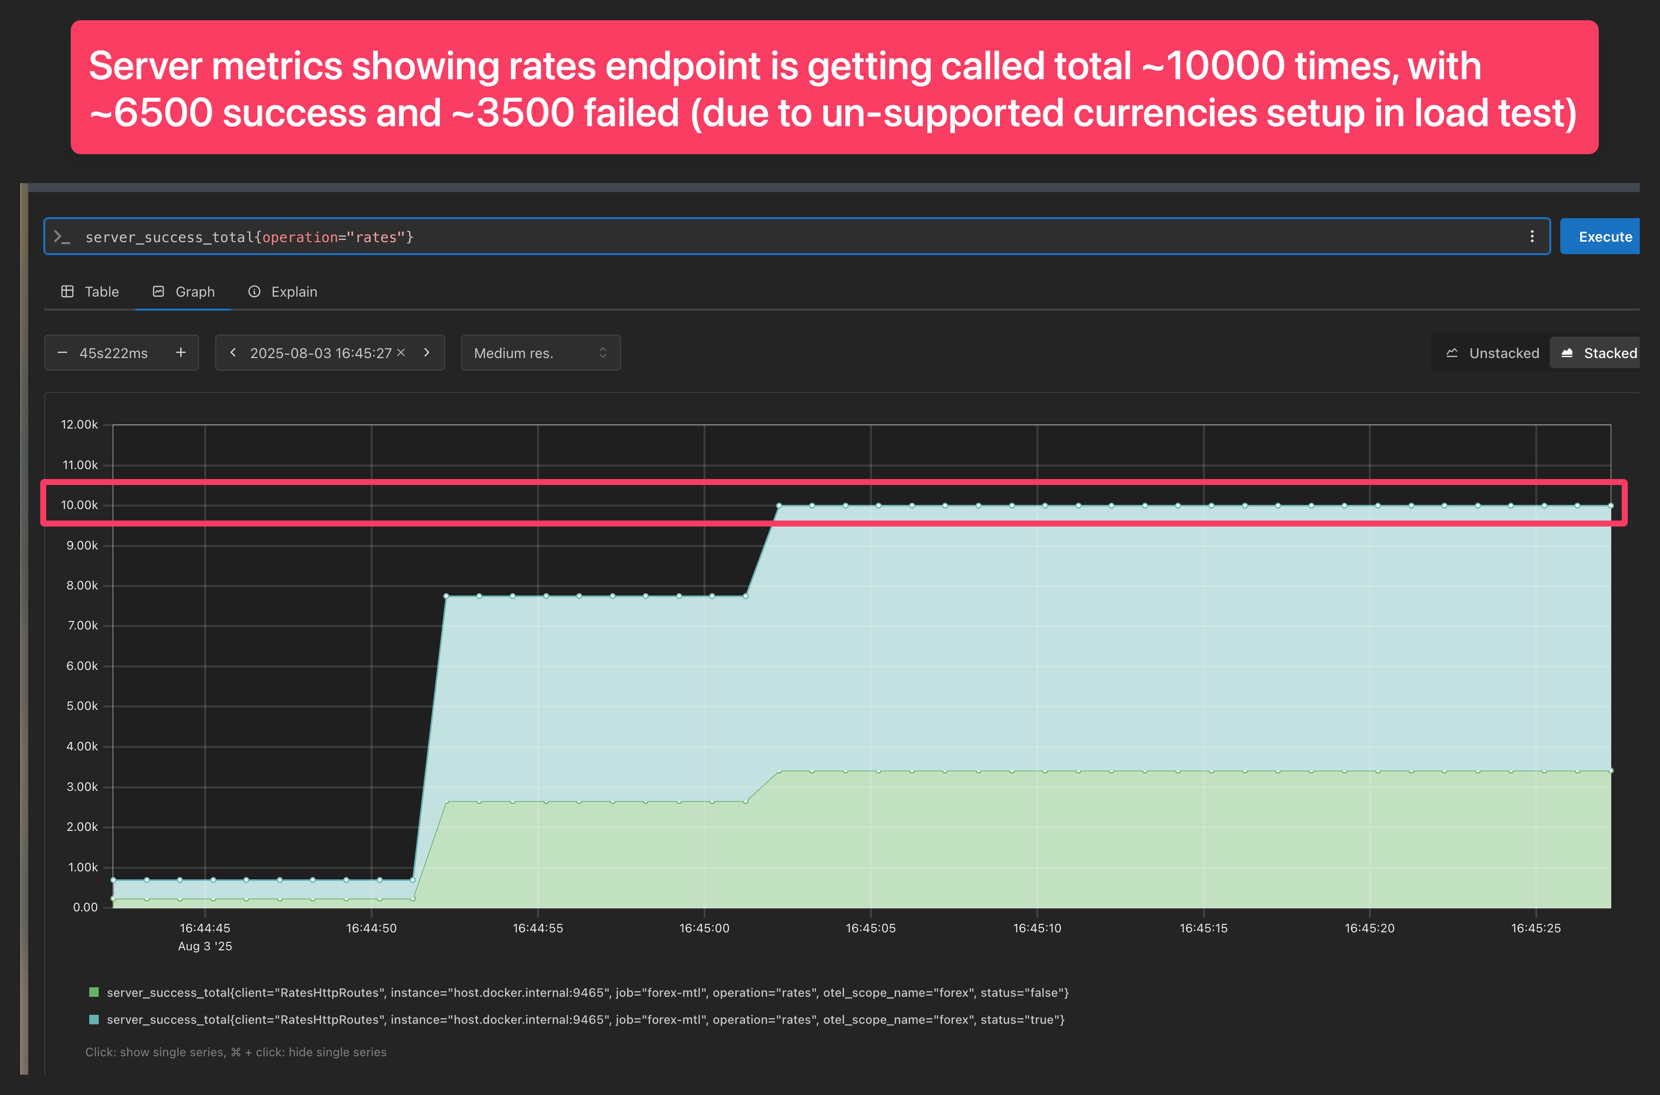 Server metrics showing rates endpoint is getting called total ~10000 times, with
~6500 success and ~3500 failed (due to un-supported currencies setup in load test)
>_ server_success_total{operation="rates"}
Execute
Table Graph Explain
− 45s222ms + < 2025-08-03 16:45:27 × > Medium res. Unstacked Stacked
12.00k
11.00k
10.00k
9.00k
8.00k
7.00k
6.00k
5.00k
4.00k
3.00k
2.00k
1.00k
0.00
16:44:45 16:44:50 16:44:55 16:45:00 16:45:05 16:45:10 16:45:15 16:45:20 16:45:25
Aug 3 '25
server_success_total{client="RatesHttpRoutes", instance="host.docker.internal:9465", job="forex-mtl", operation="rates", otel_scope_name="forex", status="false"}
server_success_total{client="RatesHttpRoutes", instance="host.docker.internal:9465", job="forex-mtl", operation="rates", otel_scope_name="forex", status="true"}
Click: show single series, ⌘ + click: hide single series